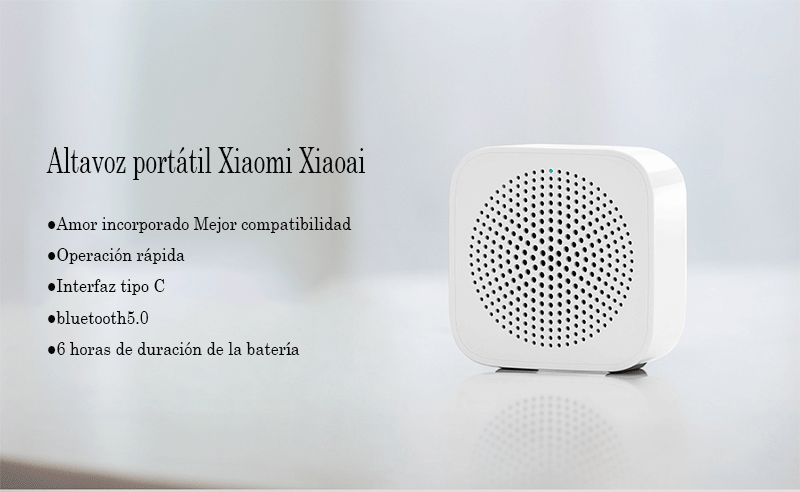 Altavoz portátil Xiaomi Xiaoai
●Amor incorporado Mejor compatibilidad
●Operación rápida
●Interfaz tipo C
●bluetooth5.0
●6 horas de duración de la batería